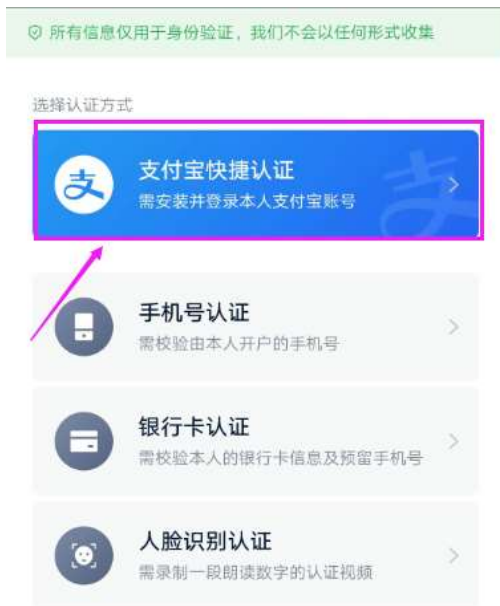 所有信息仅用于身份验证，我们不会以任何形式收集
选择认证方式
支付宝快捷认证
需安装并登录本人支付宝账号
手机号认证
需校验由本人开户的手机号
银行卡认证
需校验本人的银行卡信息及预留手机号
人脸识别认证
需录制一段朗读数字的认证视频